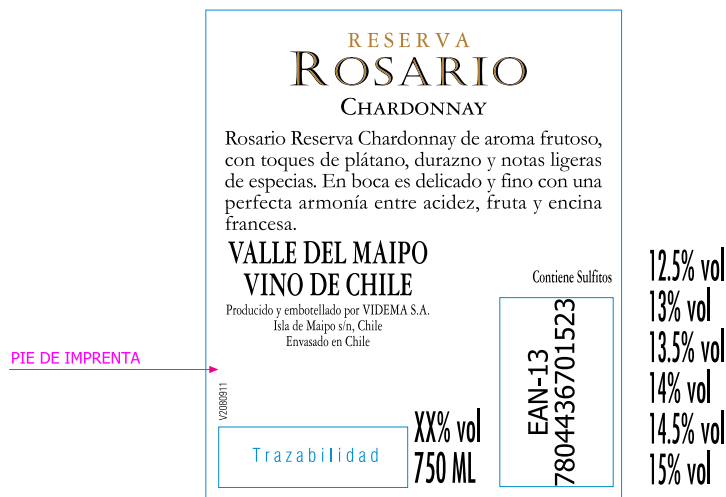 RESERVA
ROSARIO
CHARDONNAY
Rosario Reserva Chardonnay de aroma frutoso,
con toques de plátano, durazno y notas ligeras
de especias. En boca es delicado y fino con una
perfecta armonía entre acidez, fruta y encina
francesa.
VALLE DEL MAIPO
VINO DE CHILE
Producido y embotellado por VIDEMA S.A.
Isla de Maipo s/n, Chile
Envasado en Chile
Contiene Sulfitos
EAN-13
7804436701523
PIE DE IMPRENTA
V2080911
Trazabilidad
XX% vol
750 ML
12.5% vol
13% vol
13.5% vol
14% vol
14.5% vol
15% vol